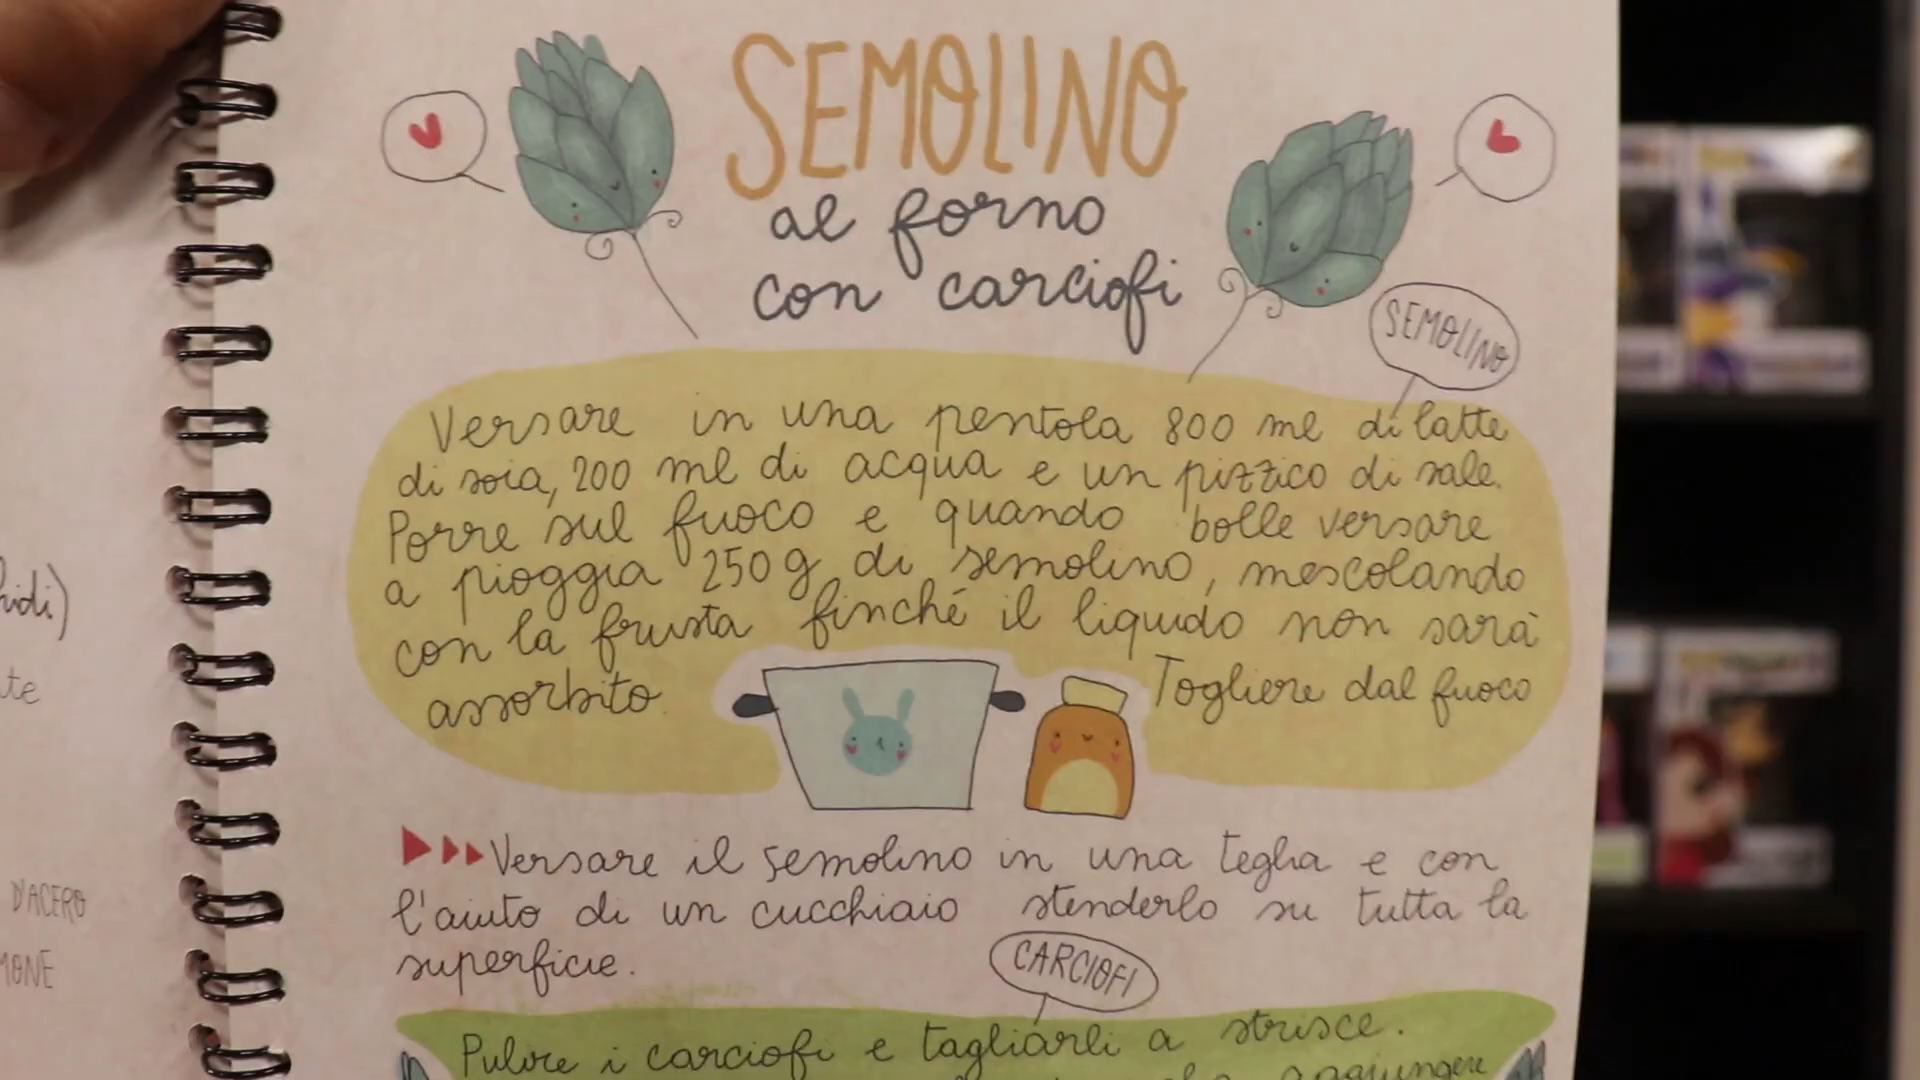 SEMOLINO
al forno
con carciofi
SEMOLINO
Versare in una pentola 800 ml di latte
di soia, 200 ml di acqua e un pizzico di sale.
Porre sul fuoco e quando bolle versare
a pioggia 250 g di semolino, mescolando
con la frusta finché il liquido non sarà
assorbito. Togliere dal fuoco
Versare il semolino in una teglia e con
l'aiuto di un cucchiaio stenderlo su tutta la
superficie.
CARCIOFI
Pulire i carciofi e tagliarli a strisce.
aggiungere
D'ACERO